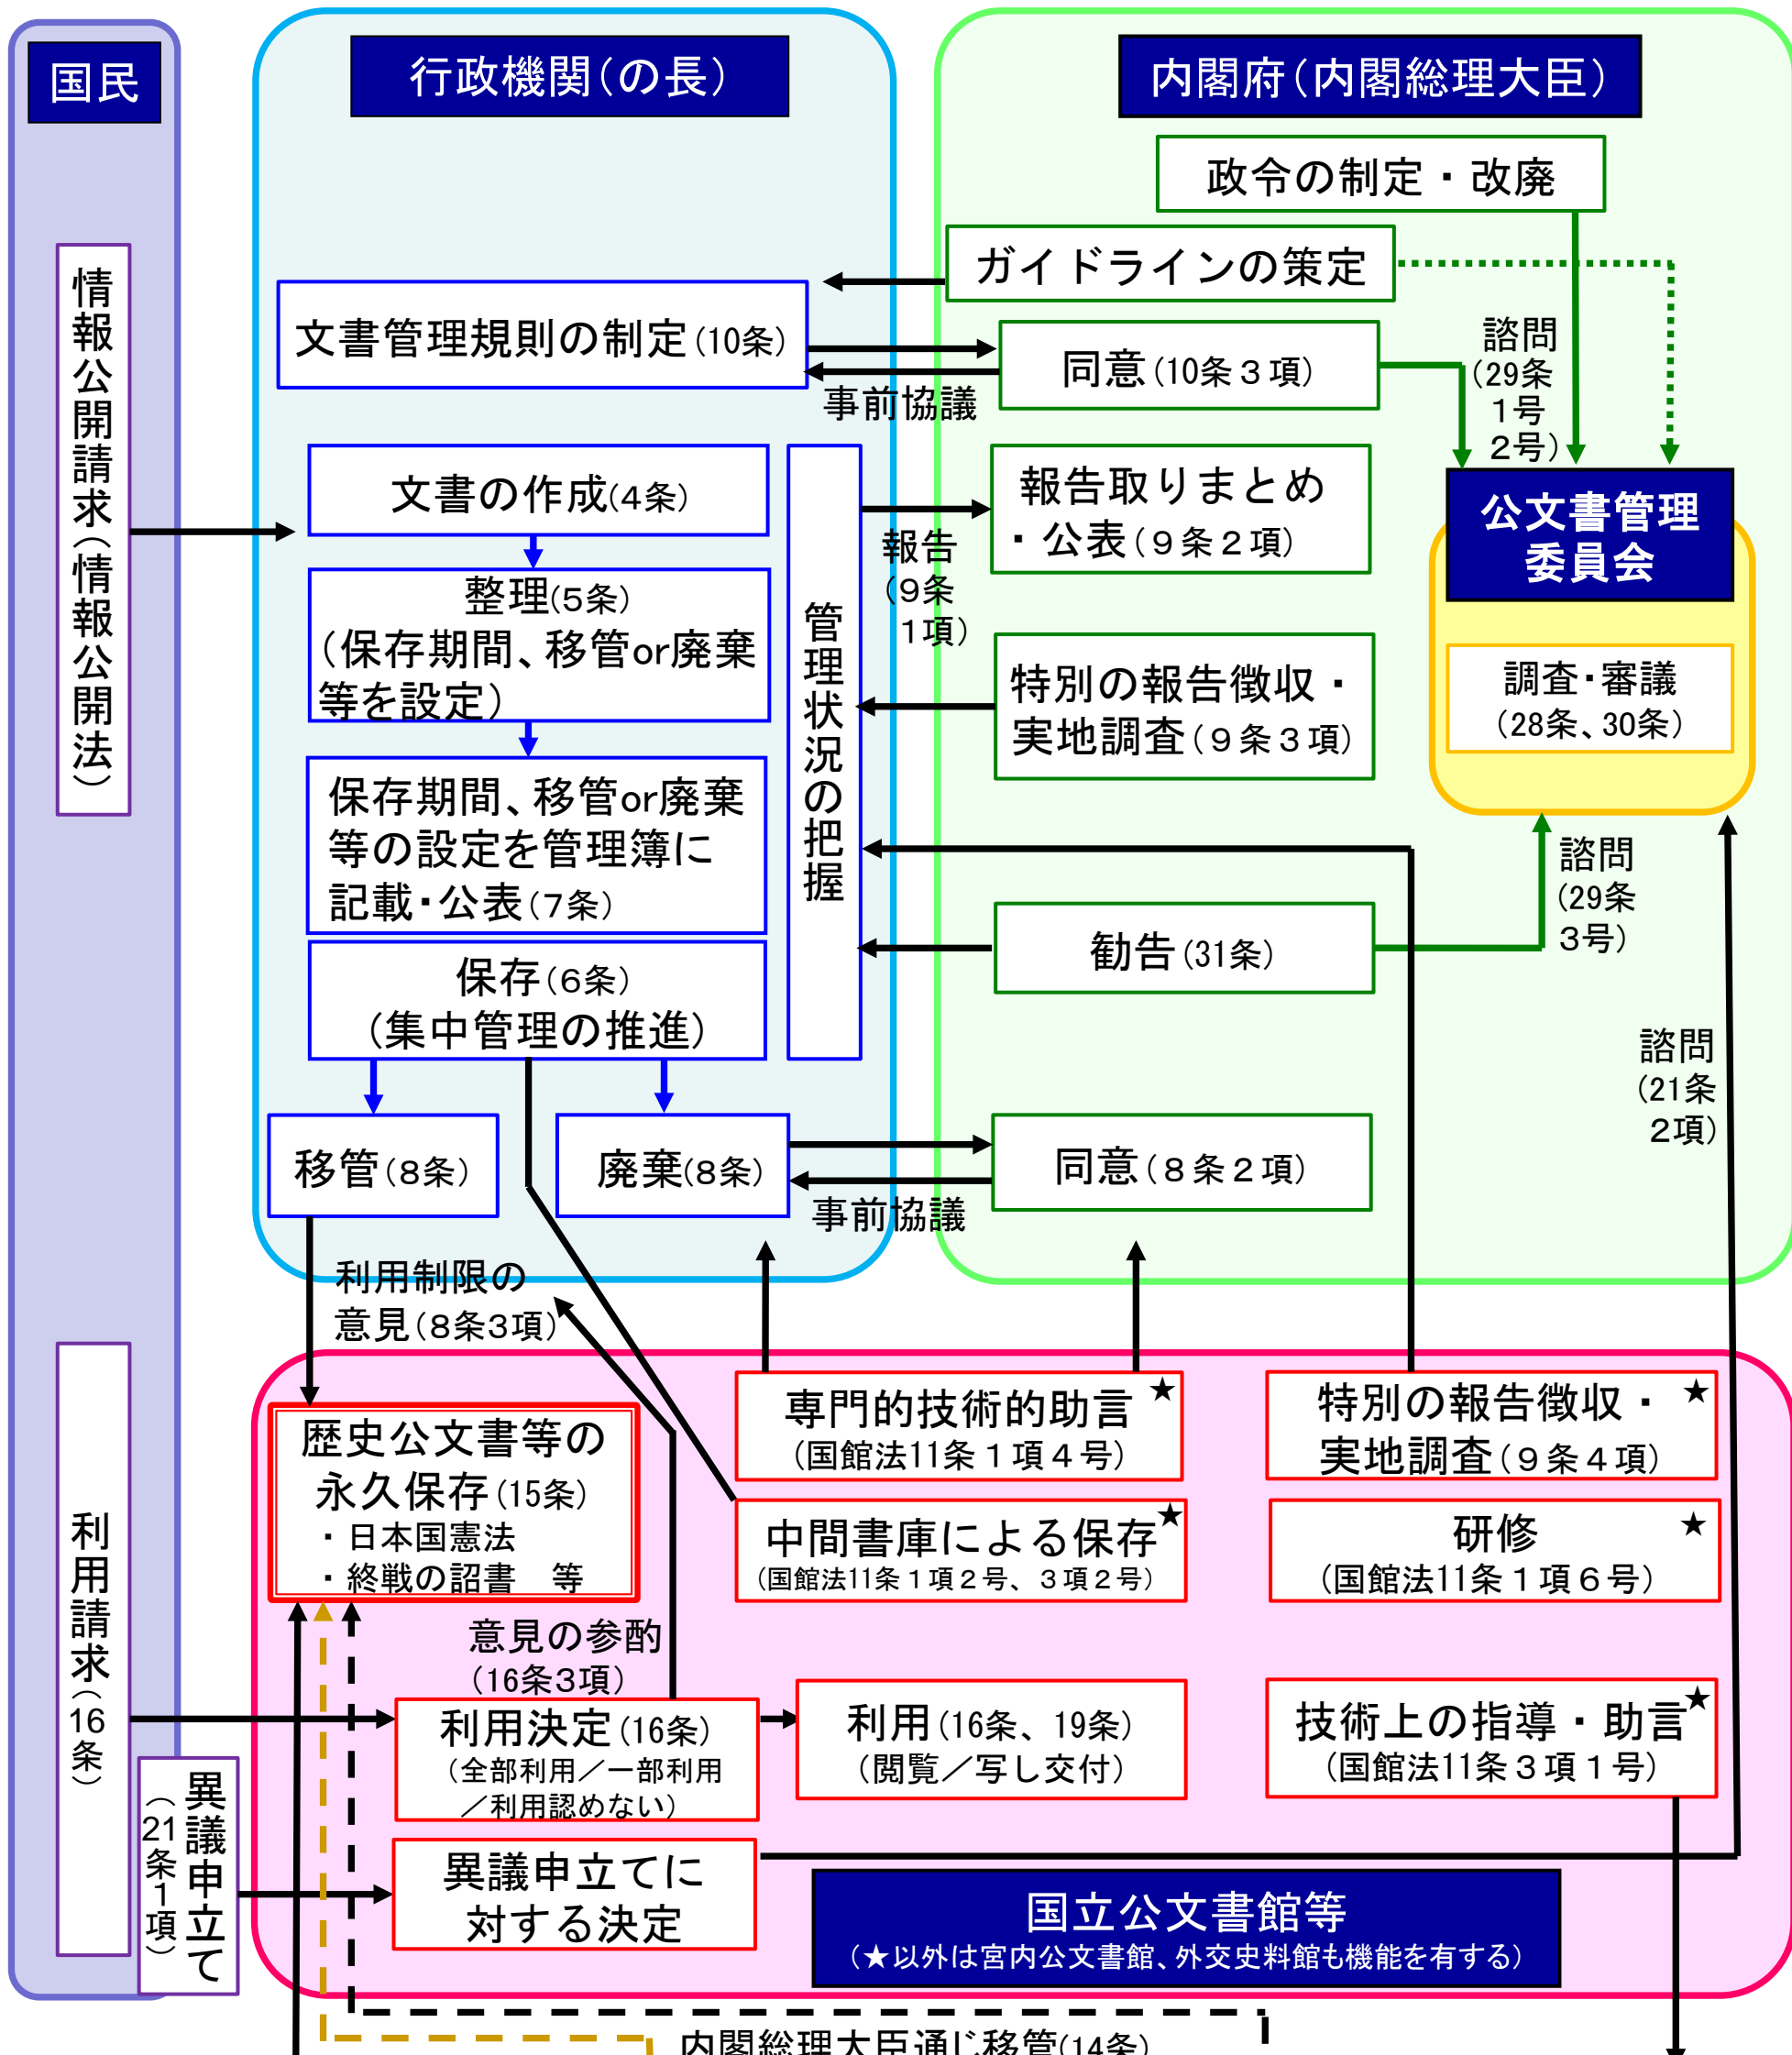 国民
情報公開請求（情報公開法）
利用請求（16条）
異議申立て
（21条1項）
行政機関（の長）
文書管理規則の制定（10条）
事前協議
文書の作成（４条）
整理（５条）
（保存期間、移管or廃棄
等を設定）
保存期間、移管or廃棄
等の設定を管理簿に
記載・公表（７条）
保存（６条）
（集中管理の推進）
移管（８条）
廃棄（８条）
管理状況の把握
報告
（９条
１項）
事前協議
利用制限の
意見（８条３項）
内閣府（内閣総理大臣）
政令の制定・改廃
ガイドラインの策定
同意（10条３項）
諮問
（29条
１号
２号）
報告取りまとめ
・公表（９条２項）
公文書管理
委員会
調査・審議
（28条、30条）
特別の報告徴収・
実地調査（９条３項）
諮問
（29条
３号）
勧告（31条）
諮問
（21条
２項）
同意（８条２項）
歴史公文書等の
永久保存（15条）
・日本国憲法
・終戦の詔書　等
専門的技術的助言 ★
（国館法11条１項４号）
特別の報告徴収・ ★
実地調査（９条４項）
中間書庫による保存 ★
（国館法11条１項２号、３項２号）
研修 ★
（国館法11条１項６号）
意見の参酌
（16条３項）
利用決定（16条）
（全部利用／一部利用
／利用認めない）
利用（16条、19条）
（閲覧／写し交付）
技術上の指導・助言 ★
（国館法11条３項１号）
異議申立てに
対する決定
国立公文書館等
（★以外は宮内公文書館、外交史料館も機能を有する）
内閣総理大臣通じ移管（14条）